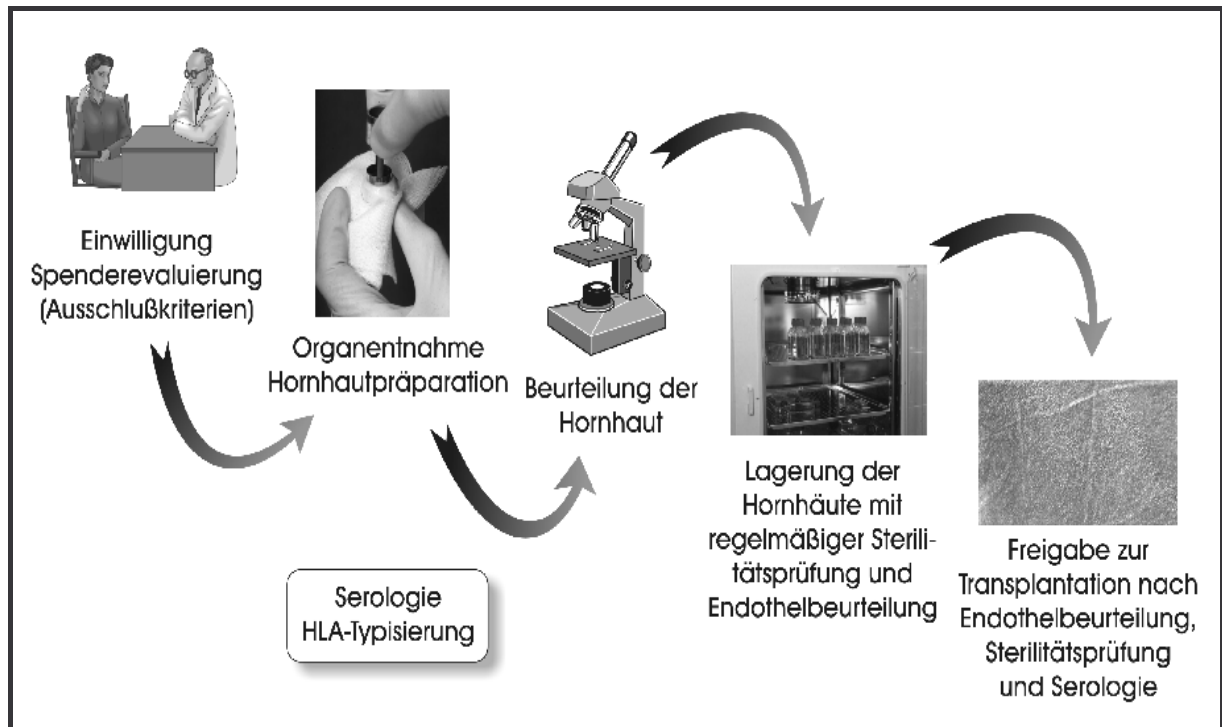 Einwilligung
Spenderevaluierung
(Ausschlußkriterien)
Organentnahme
Hornhautpräparation
Beurteilung der
Hornhaut
Serologie
HLA-Typisierung
Lagerung der
Hornhäute mit
regelmäßiger Sterili-
tätsprüfung und
Endothelbeurteilung
Freigabe zur
Transplantation nach
Endothelbeurteilung,
Sterilitätsprüfung
und Serologie